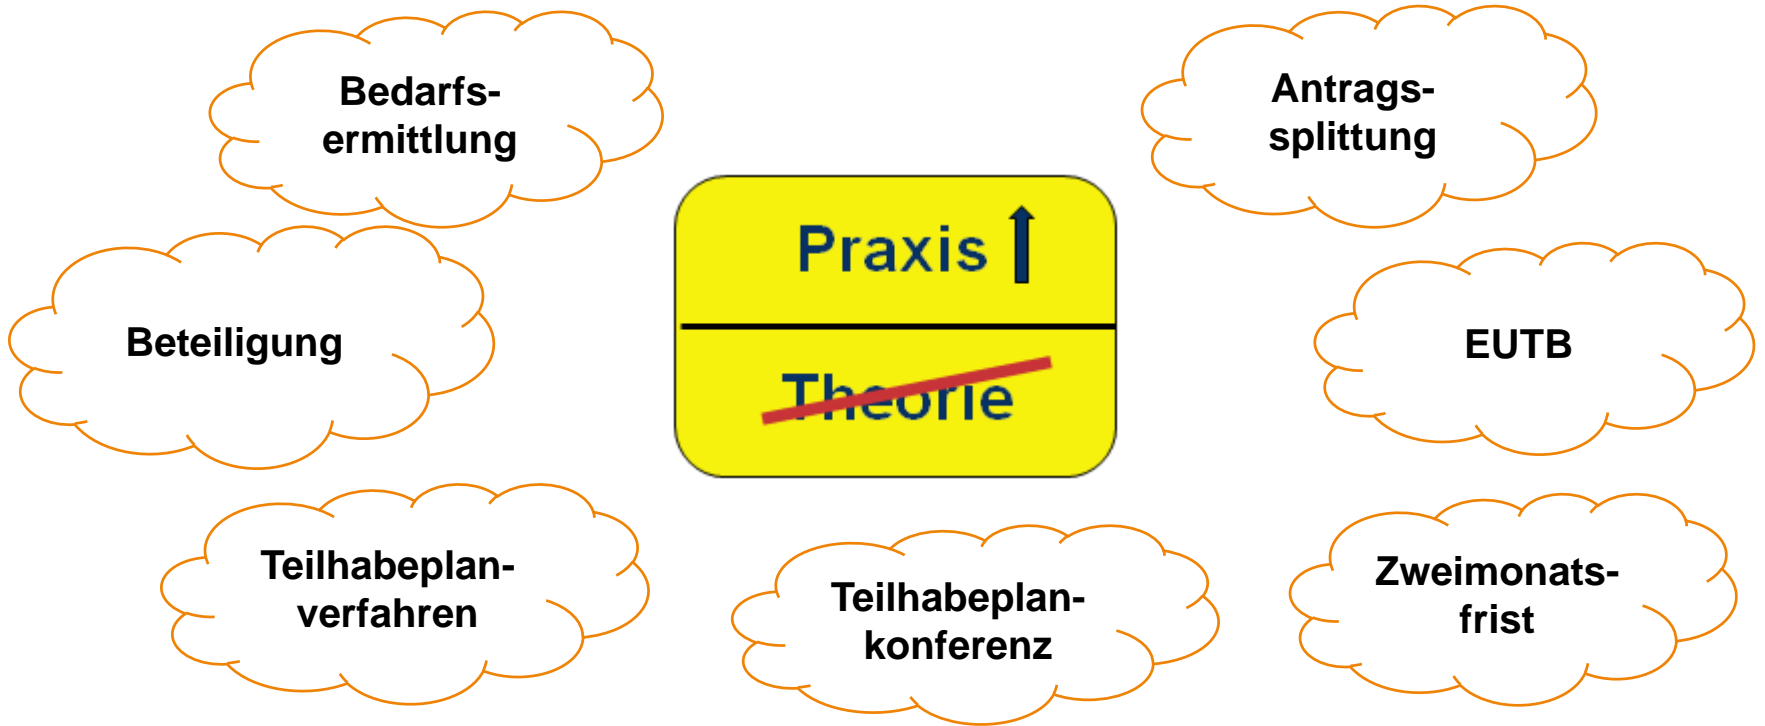 Bedarfs-
ermittlung
Antrags-
splittung
Praxis
Theorie
Beteiligung
EUTB
Teilhabeplan-
verfahren
Teilhabeplan-
konferenz
Zweimonats-
frist